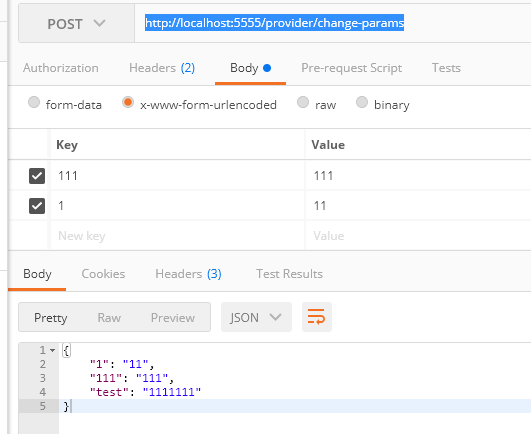 POST http://localhost:5555/provider/change-params
Authorization Headers (2) Body Pre-request Script Tests
form-data x-www-form-urlencoded raw binary
Key Value
111 111
1 11
New key Value
Body Cookies Headers (3) Test Results
Pretty Raw Preview JSON
1 {
2 "1": "11",
3 "111": "111",
4 "test": "1111111"
5 }